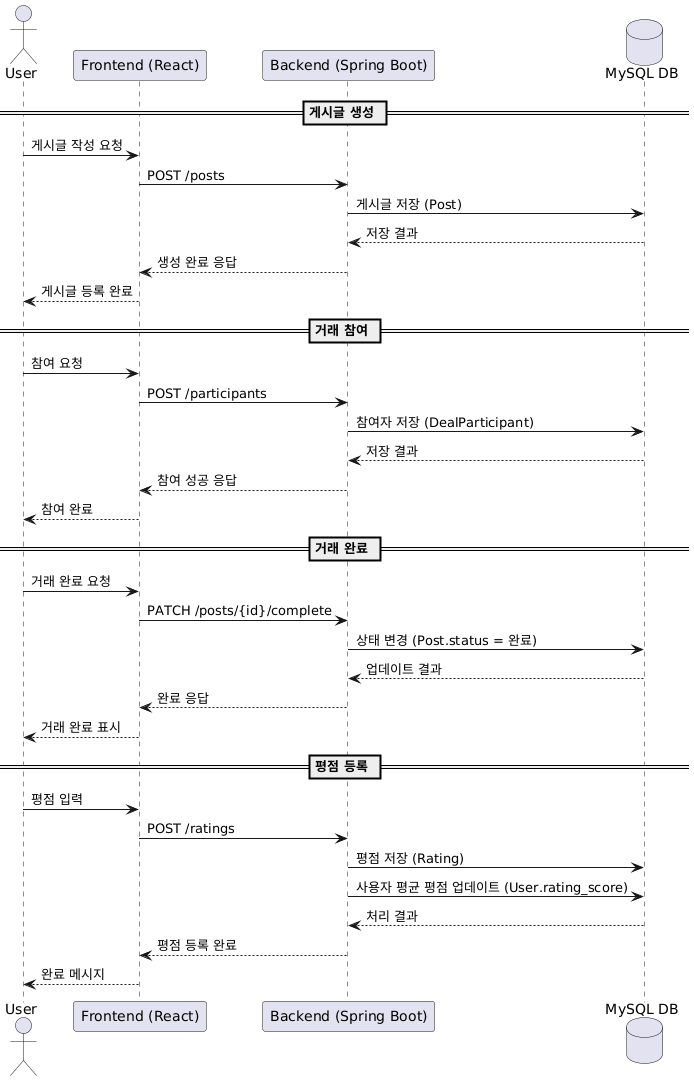 User
Frontend (React)
Backend (Spring Boot)
MySQL DB
게시글 생성
게시글 작성 요청
POST /posts
게시글 저장 (Post)
저장 결과
생성 완료 응답
게시글 등록 완료
거래 참여
참여 요청
POST /participants
참여자 저장 (DealParticipant)
저장 결과
참여 성공 응답
참여 완료
거래 완료
거래 완료 요청
PATCH /posts/{id}/complete
상태 변경 (Post.status = 완료)
업데이트 결과
완료 응답
거래 완료 표시
평점 등록
평점 입력
POST /ratings
평점 저장 (Rating)
사용자 평균 평점 업데이트 (User.rating_score)
처리 결과
평점 등록 완료
완료 메시지
User
Frontend (React)
Backend (Spring Boot)
MySQL DB